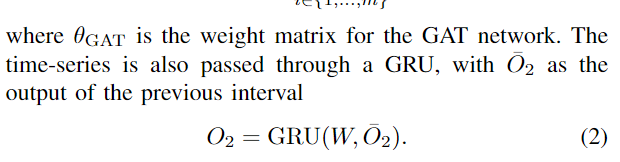 i∈{1,...,m}
where θGAT is the weight matrix for the GAT network. The
time-series is also passed through a GRU, with Ō2 as the
output of the previous interval
O2 = GRU(W, Ō2). (2)